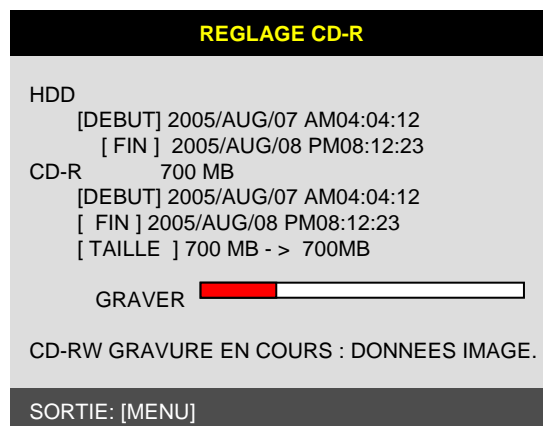 REGLAGE CD-R
HDD
[DEBUT] 2005/AUG/07 AM04:04:12
[ FIN ] 2005/AUG/08 PM08:12:23
CD-R 700 MB
[DEBUT] 2005/AUG/07 AM04:04:12
[ FIN ] 2005/AUG/08 PM08:12:23
[ TAILLE ] 700 MB - > 700MB
GRAVER
CD-RW GRAVURE EN COURS : DONNEES IMAGE.
SORTIE: [MENU]